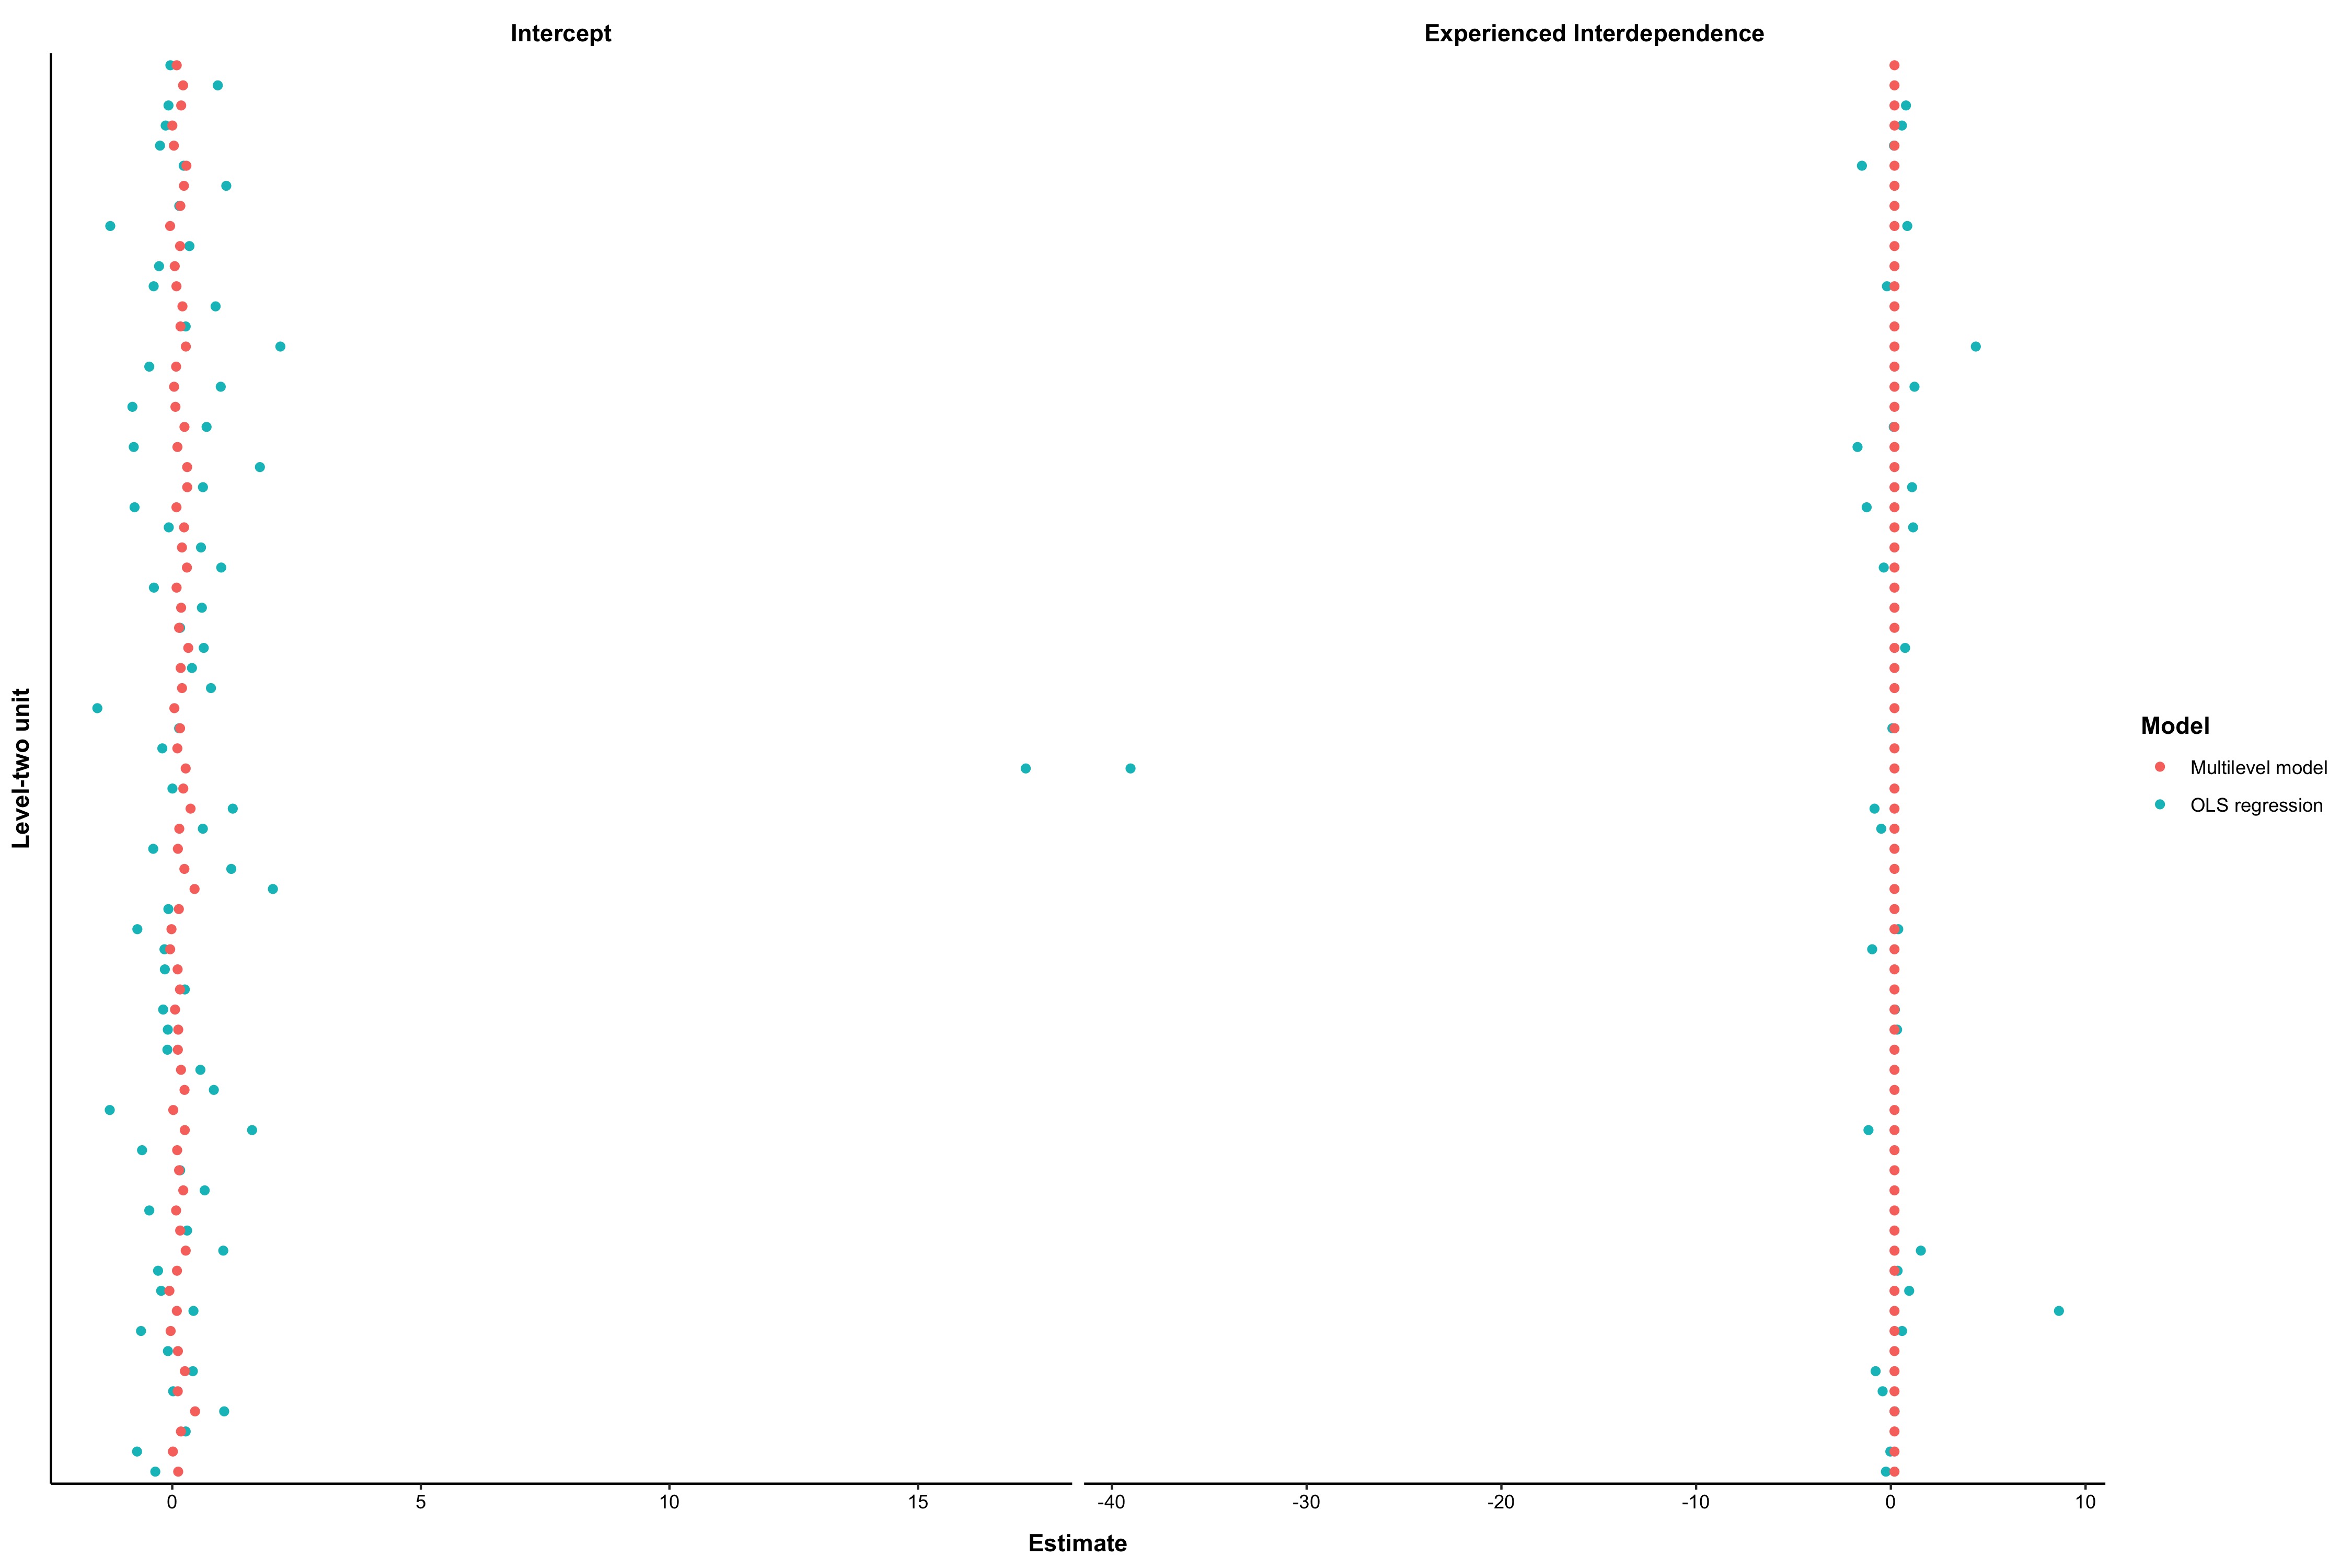 Intercept
Experienced Interdependence
Level-two unit
Model
Multilevel model
OLS regression
0 5 10 15 -40 -30 -20 -10 0 10
Estimate